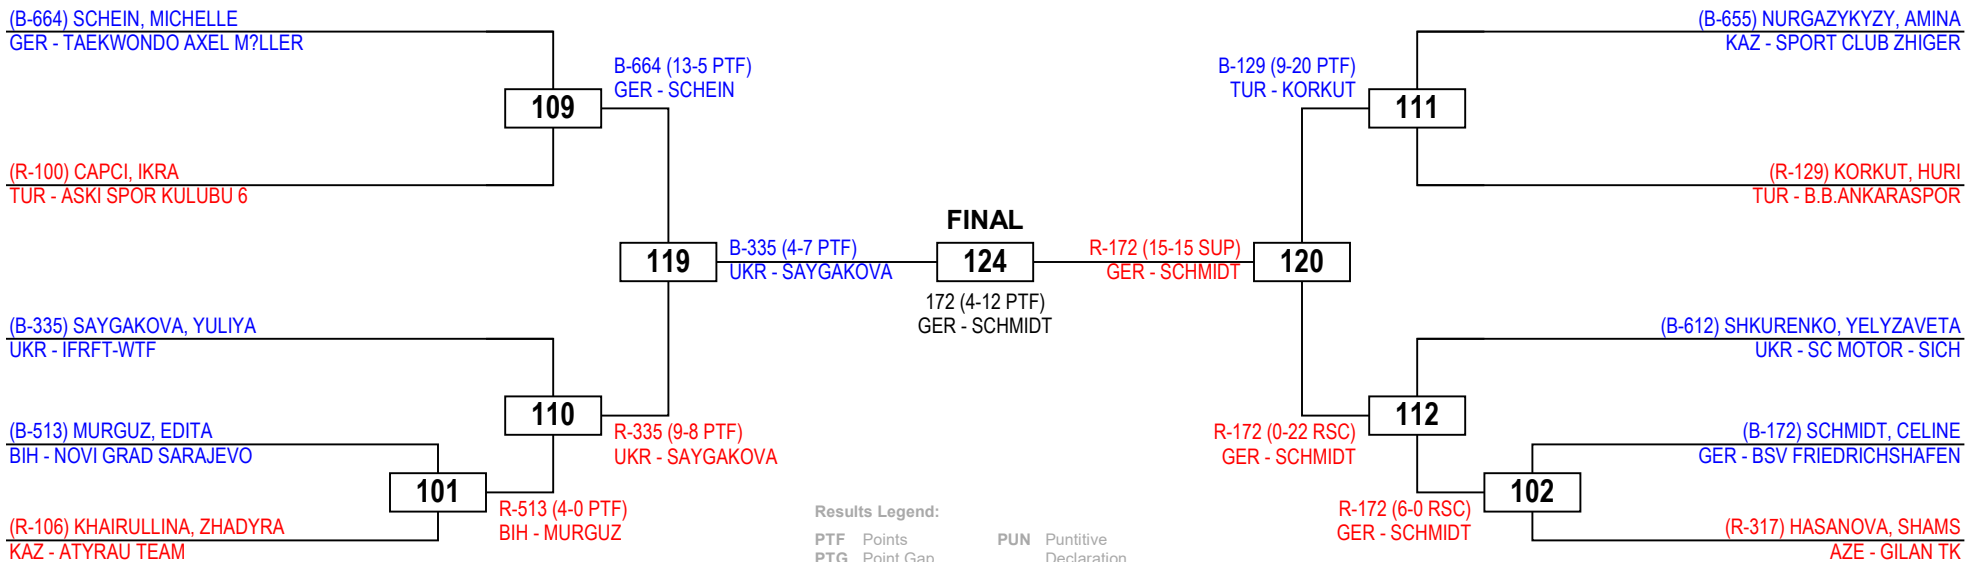 (B-664) SCHEIN, MICHELLE
GER - TAEKWONDO AXEL M?LLER
B-664 (13-5 PTF)
GER - SCHEIN
109
(R-100) CAPCI, IKRA
TUR - ASKI SPOR KULUBU 6
119
B-335 (4-7 PTF)
UKR - SAYGAKOVA
(B-335) SAYGAKOVA, YULIYA
UKR - IFRFT-WTF
110
R-335 (9-8 PTF)
UKR - SAYGAKOVA
(B-513) MURGUZ, EDITA
BIH - NOVI GRAD SARAJEVO
101
R-513 (4-0 PTF)
BIH - MURGUZ
(R-106) KHAIRULLINA, ZHADYRA
KAZ - ATYRAU TEAM
FINAL
124
172 (4-12 PTF)
GER - SCHMIDT
(B-655) NURGAZYKYZY, AMINA
KAZ - SPORT CLUB ZHIGER
B-129 (9-20 PTF)
TUR - KORKUT
111
(R-129) KORKUT, HURI
TUR - B.B.ANKARASPOR
R-172 (15-15 SUP)
GER - SCHMIDT
120
(B-612) SHKURENKO, YELYZAVETA
UKR - SC MOTOR - SICH
112
R-172 (0-22 RSC)
GER - SCHMIDT
(B-172) SCHMIDT, CELINE
GER - BSV FRIEDRICHSHAFEN
102
R-172 (6-0 RSC)
GER - SCHMIDT
(R-317) HASANOVA, SHAMS
AZE - GILAN TK
Results Legend:
PTF Points
PTG Point Gap
PUN Puntitive
Declaration